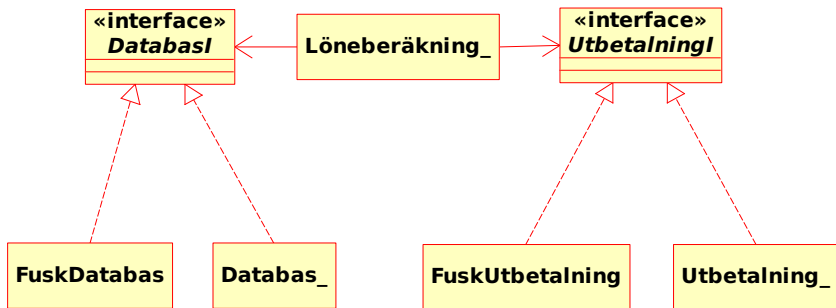 «interface»
DatabasI
Löneberäkning_
«interface»
UtbetalningI
FuskDatabas
Databas_
FuskUtbetalning
Utbetalning_